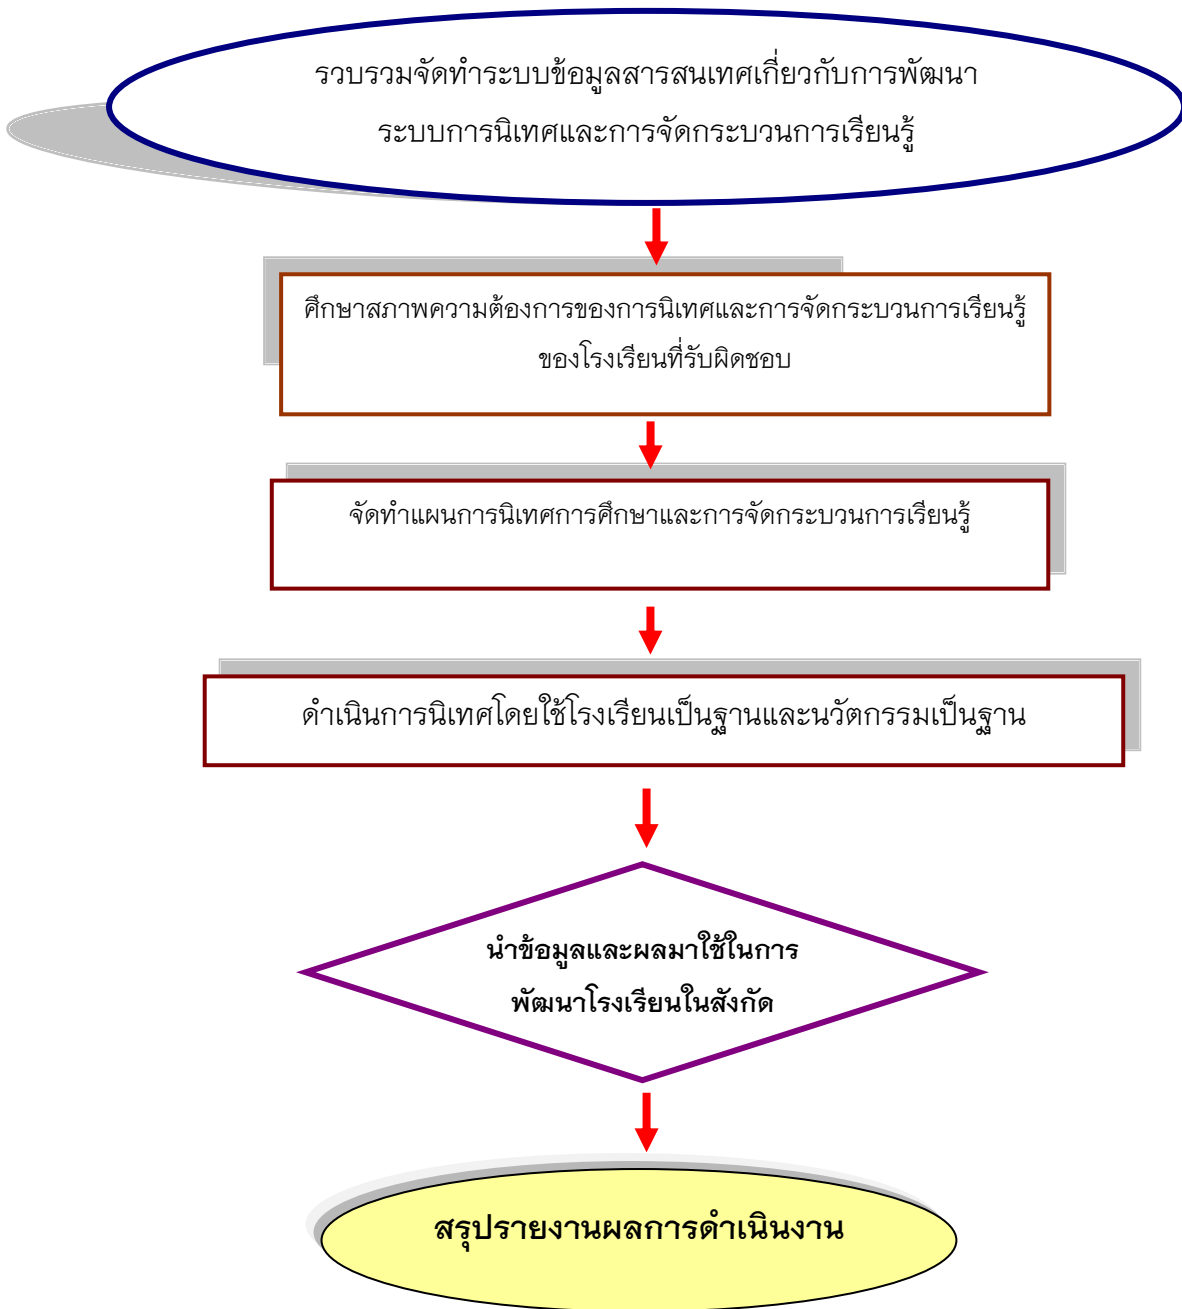 รวบรวมจัดทำระบบข้อมูลสารสนเทศเกี่ยวกับการพัฒนา
ระบบการนิเทศและการจัดกระบวนการเรียนรู้
ศึกษาสภาพความต้องการของการนิเทศและการจัดกระบวนการเรียนรู้
ของโรงเรียนที่รับผิดชอบ
จัดทำแผนการนิเทศการศึกษาและการจัดกระบวนการเรียนรู้
ดำเนินการนิเทศโดยใช้โรงเรียนเป็นฐานและนวัตกรรมเป็นฐาน
นำข้อมูลและผลมาใช้ในการ
พัฒนาโรงเรียนในสังกัด
สรุปรายงานผลการดำเนินงาน